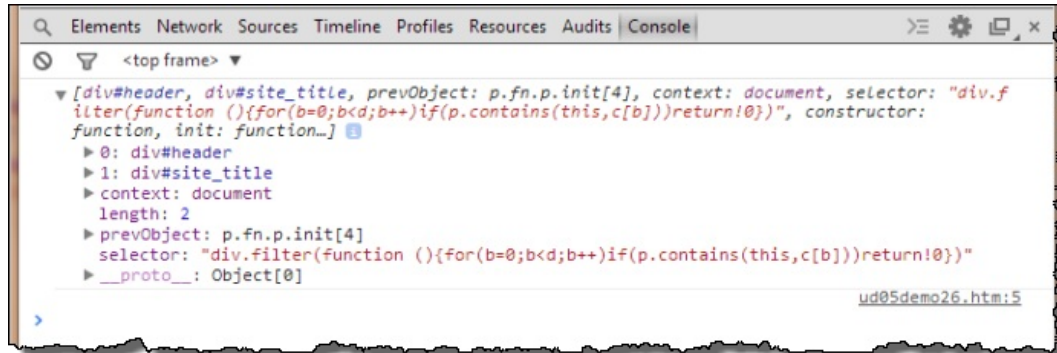 Elements Network Sources Timeline Profiles Resources Audits Console
<top frame> ▼
[div#header, div#site_title, prevObject: p.fn.p.init[4], context: document, selector: "div.f
ilter(function (){for(b=0;b<d;b++)if(p.contains(this,c[b]))return!0})", constructor:
function, init: function…]
0: div#header
1: div#site_title
context: document
length: 2
prevObject: p.fn.p.init[4]
selector: "div.filter(function (){for(b=0;b<d;b++)if(p.contains(this,c[b]))return!0})"
__proto__: Object[0]
ud05demo26.htm:5